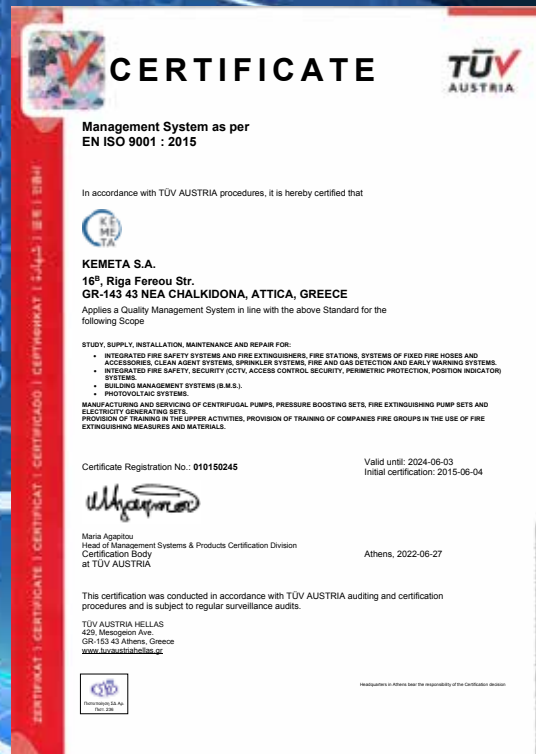 CERTIFICATE
TÜV
AUSTRIA
Management System as per
EN ISO 9001 : 2015
In accordance with TÜV AUSTRIA procedures, it is hereby certified that
KE
ME
TA
KEMETA S.A.
16B, Riga Fereou Str.
GR-143 43 NEA CHALKIDONA, ATTICA, GREECE
Applies a Quality Management System in line with the above Standard for the
following Scope
STUDY, SUPPLY, INSTALLATION, MAINTENANCE AND REPAIR FOR:
• INTEGRATED FIRE SAFETY SYSTEMS AND FIRE EXTINGUISHERS, FIRE STATIONS, SYSTEMS OF FIXED FIRE HOSES AND
ACCESSORIES, CLEAN AGENT SYSTEMS, SPRINKLER SYSTEMS, FIRE AND GAS DETECTION AND EARLY WARNING SYSTEMS.
• INTEGRATED FIRE SAFETY, SECURITY (CCTV, ACCESS CONTROL SECURITY, PERIMETRIC PROTECTION, POSITION INDICATOR)
SYSTEMS.
• BUILDING MANAGEMENT SYSTEMS (B.M.S.).
• PHOTOVOLTAIC SYSTEMS.
MANUFACTURING AND SERVICING OF CENTRIFUGAL PUMPS, PRESSURE BOOSTING SETS, FIRE EXTINGUISHING PUMP SETS AND
ELECTRICITY GENERATING SETS.
PROVISION OF TRAINING IN THE UPPER ACTIVITIES, PROVISION OF TRAINING OF COMPANIES FIRE GROUPS IN THE USE OF FIRE
EXTINGUISHING MEASURES AND MATERIALS.
Certificate Registration No.: 010150245
Valid until: 2024-06-03
Initial certification: 2015-06-04
Maria Agapitou
Head of Management Systems & Products Certification Division
Certification Body
at TÜV AUSTRIA
Athens, 2022-06-27
This certification was conducted in accordance with TÜV AUSTRIA auditing and certification
procedures and is subject to regular surveillance audits.
TÜV AUSTRIA HELLAS
429, Mesogeion Ave.
GR-153 43 Athens, Greece
www.tuvaustriahellas.gr
Headquarters in Athens bear the responsibility of the Certification decision
ZERTIFIKAT | CERTIFICATE | CERTIFICAT | CERTIFICADO | СЕРТИФИКАТ | شهادة